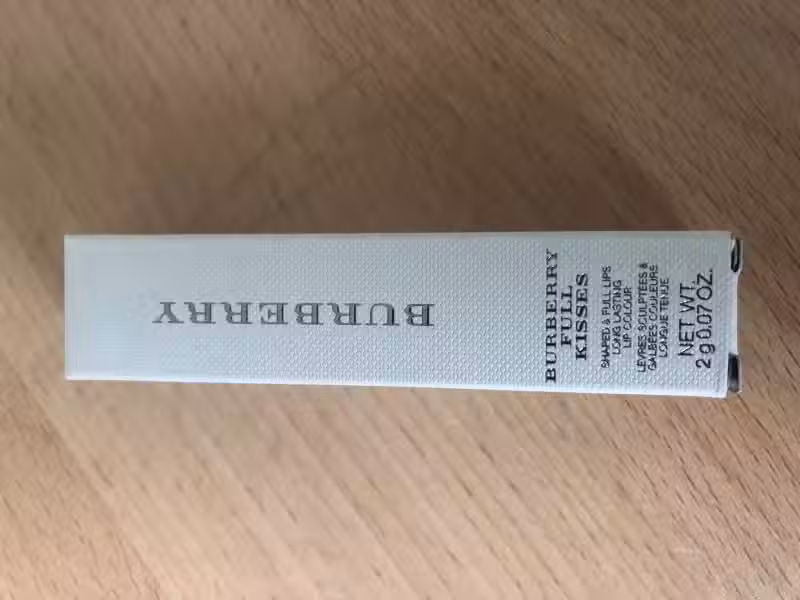 BURBERRY
BURBERRY
FULL
KISSES
SHAPED & FULL LIPS
LONG LASTING
LIP COLOUR
LÈVRES SCULPTÉES &
GALBÉES COULEURS
LONGUE TENUE
NET WT.
2 g 0.07 OZ.